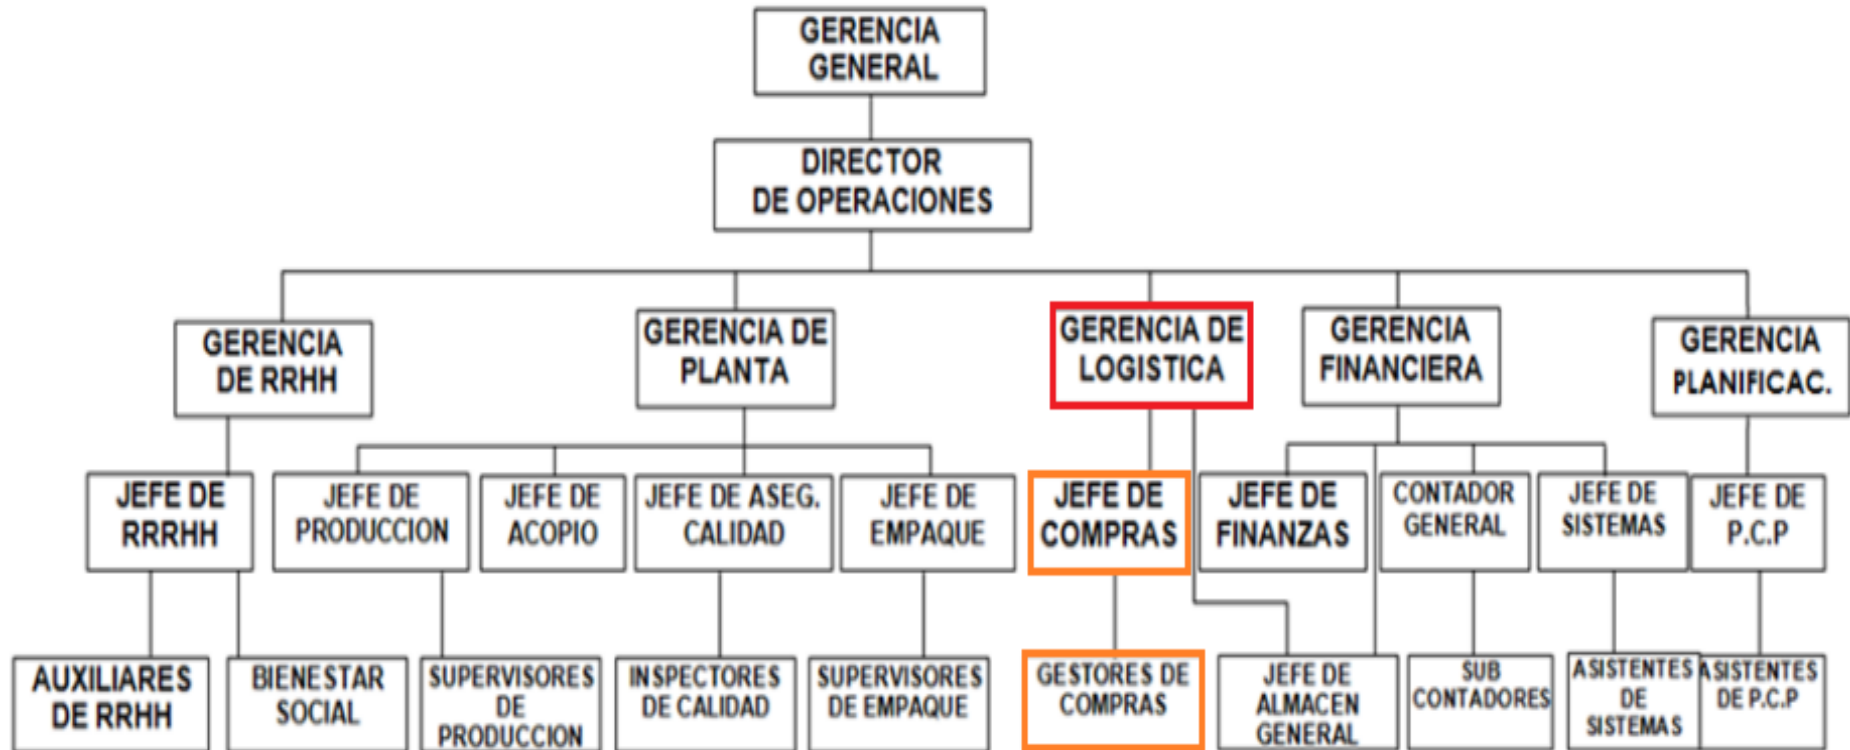 GERENCIA
GENERAL
DIRECTOR
DE OPERACIONES
GERENCIA
DE RRHH
GERENCIA DE
PLANTA
GERENCIA DE
LOGISTICA
GERENCIA
FINANCIERA
GERENCIA
PLANIFICAC.
JEFE DE
RRRHH
JEFE DE
PRODUCCION
JEFE DE
ACOPIO
JEFE DE ASEG.
CALIDAD
JEFE DE
EMPAQUE
JEFE DE
COMPRAS
JEFE DE
FINANZAS
CONTADOR
GENERAL
JEFE DE
SISTEMAS
JEFE DE
P.C.P
AUXILIARES
DE RRHH
BIENESTAR
SOCIAL
SUPERVISORES
DE
PRODUCCION
INSPECTORES
DE CALIDAD
SUPERVISORES
DE EMPAQUE
GESTORES DE
COMPRAS
JEFE DE
ALMACEN
GENERAL
SUB
CONTADORES
ASISTENTES
DE
SISTEMAS
ASISTENTES
DE P.C.P